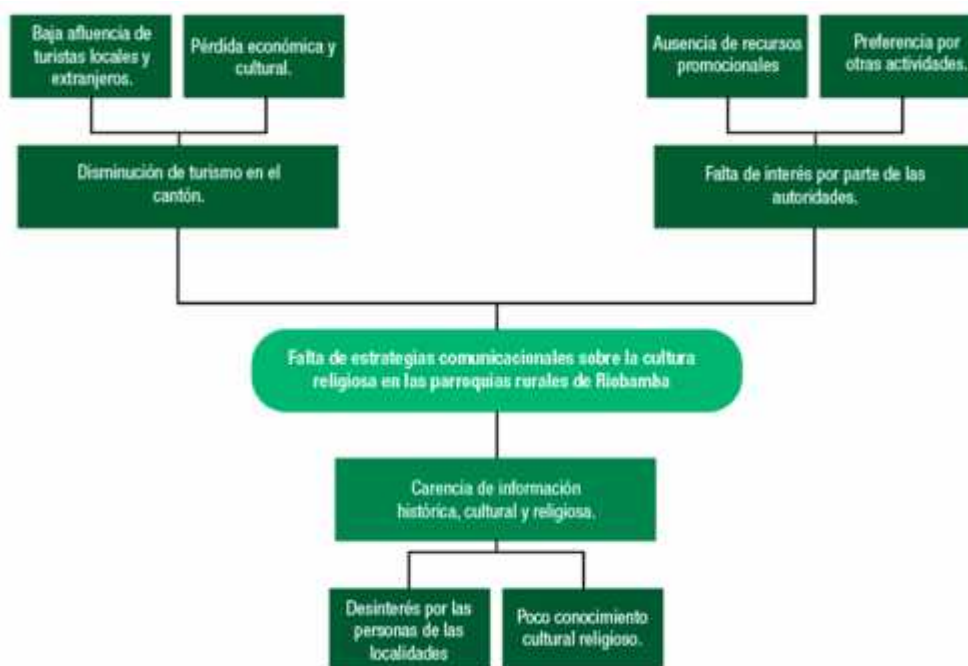 Baja afluencia de
turistas locales y
extranjeros.
Pérdida económica y
cultural.
Ausencia de recursos
promocionales
Preferencia por
otras actividades.
Disminución de turismo en el
cantón.
Falta de interés por parte de las
autoridades.
Falta de estrategias comunicacionales sobre la cultura
religiosa en las parroquias rurales de Riobamba
Carencia de información
histórica, cultural y religiosa.
Desinterés por las
personas de las
localidades
Poco conocimiento
cultural religioso.